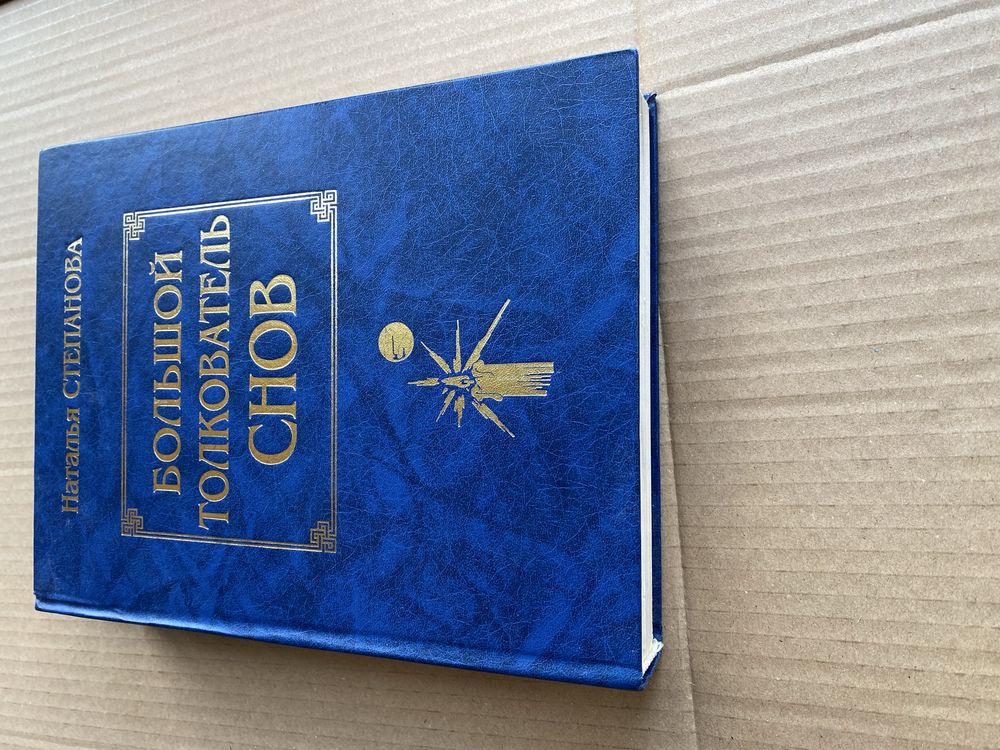 Наталья Степанова
БОЛЬШОЙ
ТОЛКОВАТЕЛЬ
СНОВ